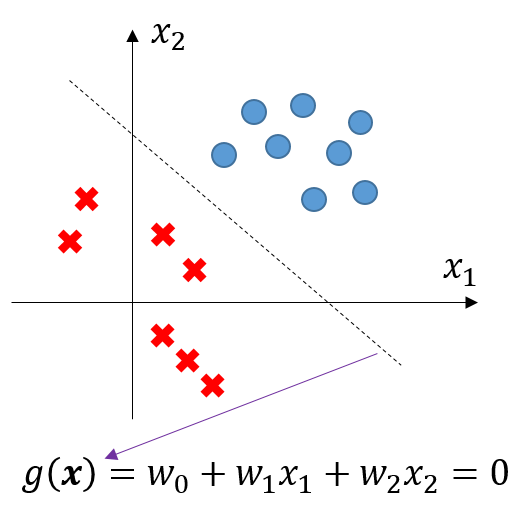 x₂
x₁
g(x) = w₀ + w₁x₁ + w₂x₂ = 0